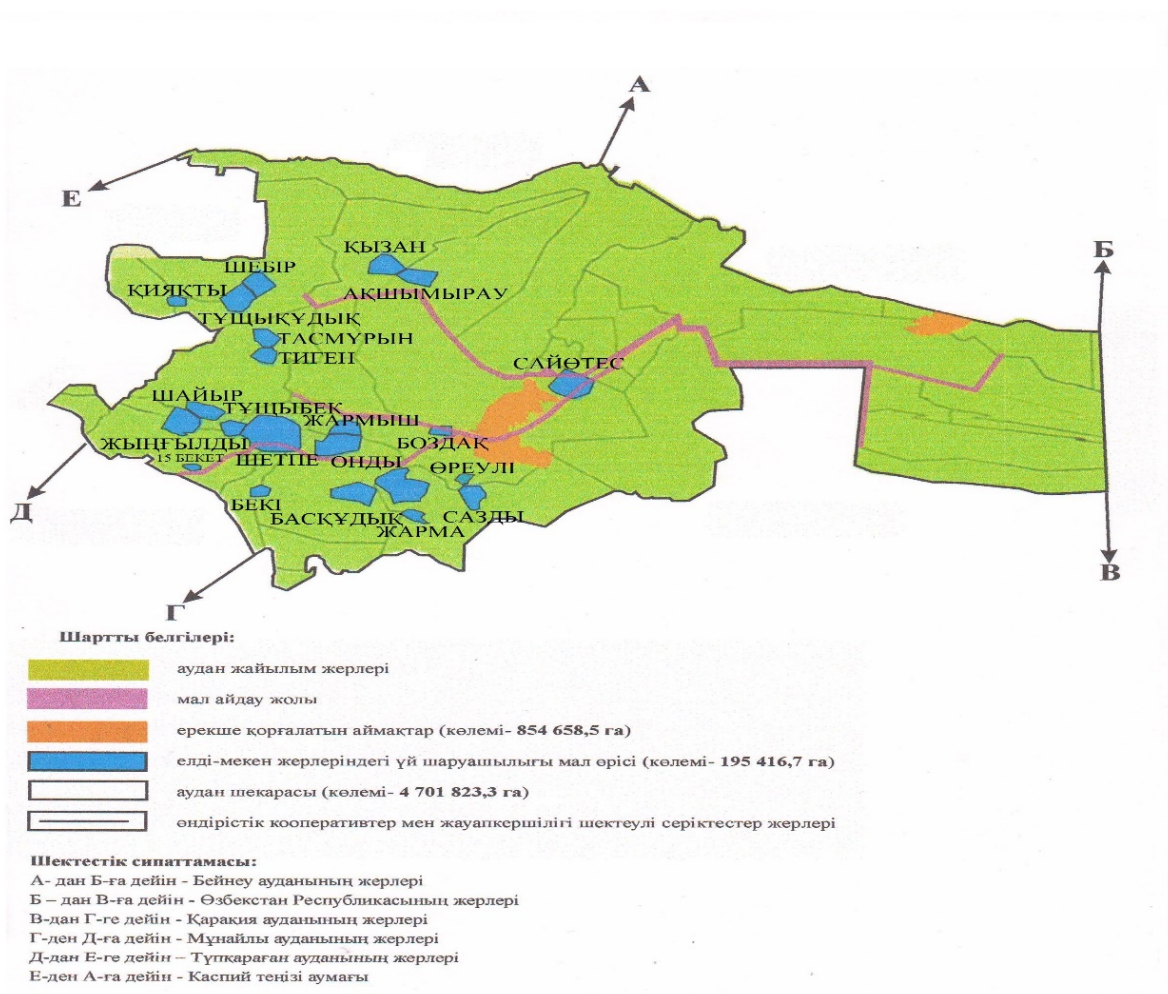 А
Е
Б
ҚЫЗАН
ШЕБІР
ҚИЯҚТЫ
АҚШЫМЫРАУ
ТҰЩЫҚҰДЫҚ
ТАСМҰРЫН
ТИГЕН
САЙӨТЕС
ШАЙЫР
ТҰЩЫБЕК
ЖАРМЫШ
ЖЫҢҒЫЛДЫ
БОЗДАҚ
15 БЕКЕТ
ШЕТПЕ
ОНДЫ
ӨРЕУЛІ
Д
БЕКІ
БАСҚҰДЫҚ
САЗДЫ
ЖАРМА
В
Г
Шартты белгілері:
аудан жайылым жерлері
мал айдау жолы
ерекше қорғалатын аймақтар (көлемі- 854 658,5 га)
елді-мекен жерлеріндегі үй шаруашылығы мал өрісі (көлемі- 195 416,7 га)
аудан шекарасы (көлемі- 4 701 823,3 га)
өндірістік кооперативтер мен жауапкершілігі шектеулі серіктестер жерлері
Шектестік сипаттамасы:
А- дан Б-ға дейін - Бейнеу ауданының жерлері
Б – дан В-ға дейін - Өзбекстан Республикасының жерлері
В-дан Г-ге дейін - Қарақия ауданының жерлері
Г-ден Д-ға дейін - Мұнайлы ауданының жерлері
Д-дан Е-ге дейін – Түпқараған ауданының жерлері
Е-ден А-ға дейін - Каспий теңізі аумағы